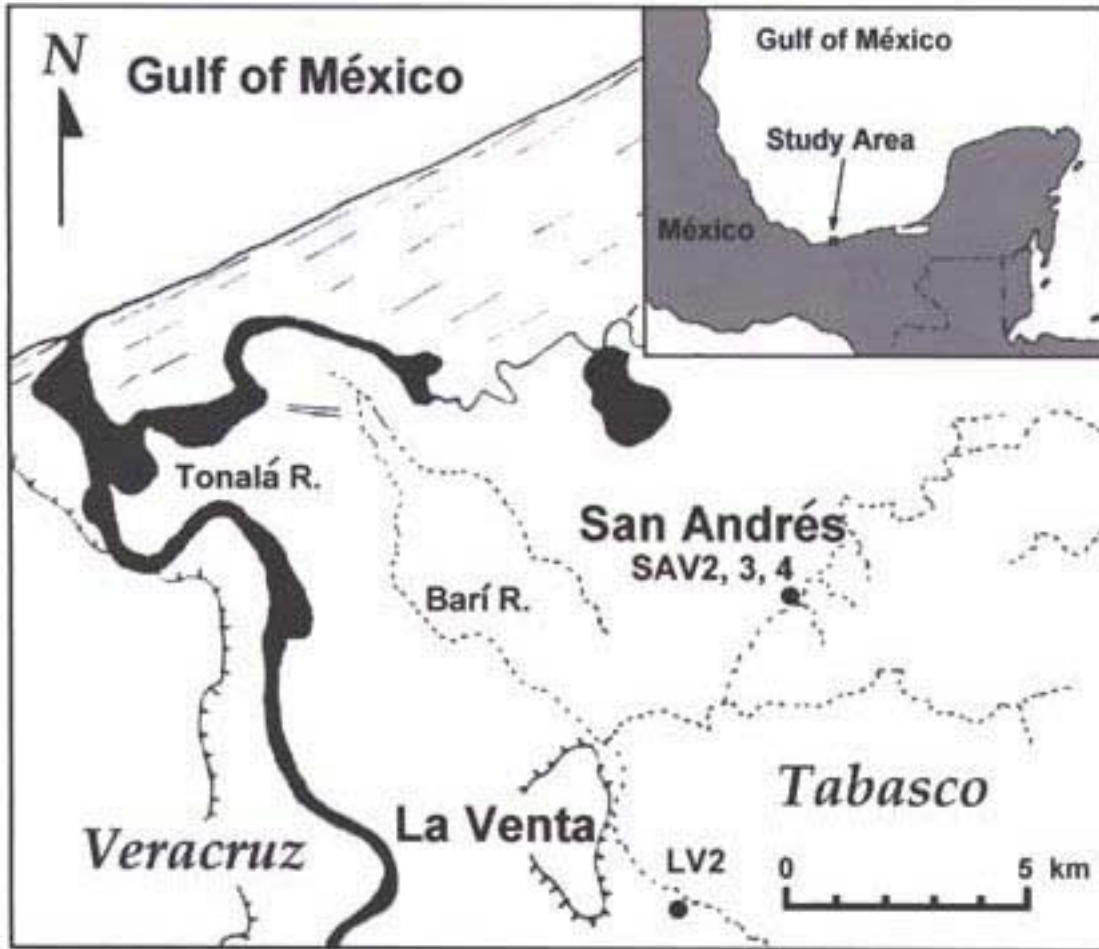 N
Gulf of México
Gulf of México
Study Area
México
Tonalá R.
San Andrés
SAV2, 3, 4
Barí R.
Tabasco
La Venta
Veracruz
LV2
0 5 km